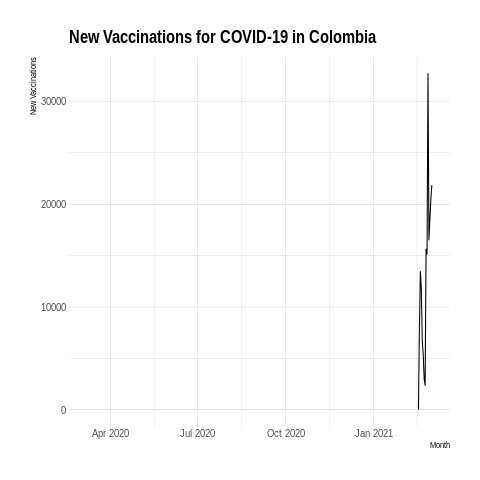 New Vaccinations for COVID-19 in Colombia
New Vaccinations
30000
20000
10000
0
Apr 2020 Jul 2020 Oct 2020 Jan 2021
Month